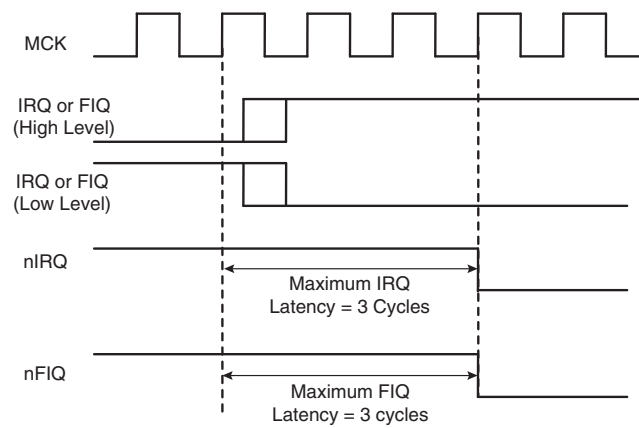 MCK
IRQ or FIQ
(High Level)
IRQ or FIQ
(Low Level)
nIRQ
Maximum IRQ
Latency = 3 Cycles
nFIQ
Maximum FIQ
Latency = 3 cycles